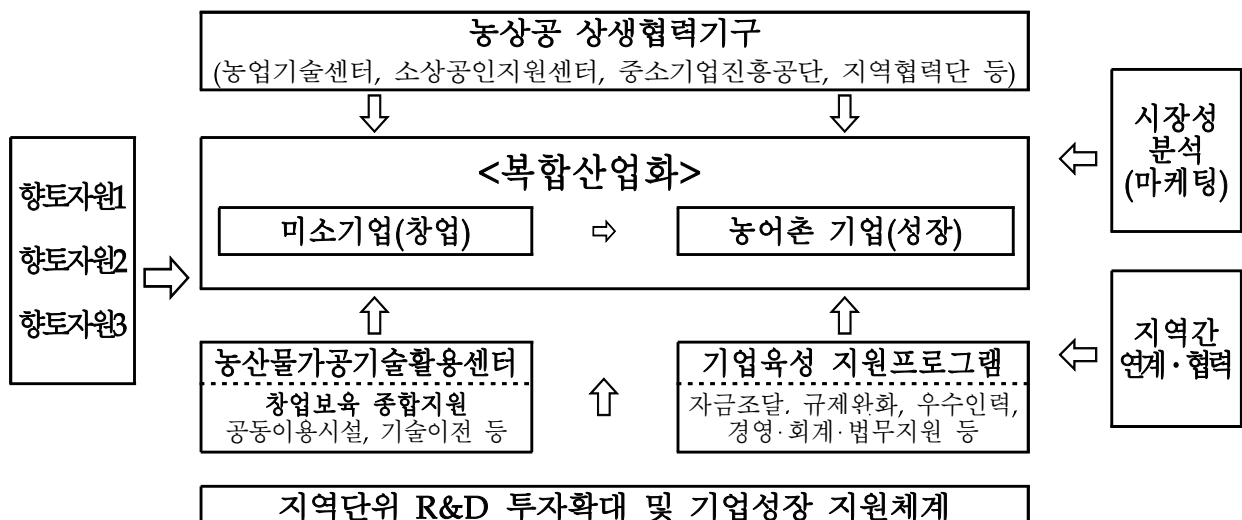 농상공 상생협력기구
(농업기술센터, 소상공인지원센터, 중소기업진흥공단, 지역협력단 등)
향토자원1
향토자원2
향토자원3
<복합산업화>
미소기업(창업)
⇨
농어촌 기업(성장)
시장성
분석
(마케팅)
농산물가공기술활용센터
창업보육 종합지원
공동이용시설, 기술이전 등
기업육성 지원프로그램
자금조달, 규제완화, 우수인력,
경영·회계·법무지원 등
지역간
연계·협력
지역단위 R&D 투자확대 및 기업성장 지원체계